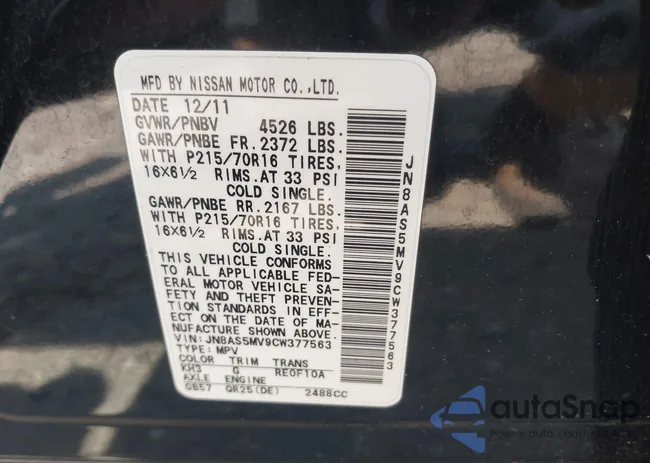 MFD BY NISSAN MOTOR CO.,LTD.
DATE 12/11
GVWR/PNBV 4526 LBS.
GAWR/PNBE FR.2372 LBS.
WITH P215/70R16 TIRES,
16X6½ RIMS.AT 33 PSI
COLD SINGLE.
GAWR/PNBE RR.2167 LBS.
WITH P215/70R16 TIRES,
16X6½ RIMS.AT 33 PSI
COLD SINGLE.
THIS VEHICLE CONFORMS
TO ALL APPLICABLE FED-
ERAL MOTOR VEHICLE SA-
FETY AND THEFT PREVEN-
TION STANDARDS IN EFF-
ECT ON THE DATE OF MA-
NUFACTURE SHOWN ABOVE.
VIN: JN8AS5MV9CW377563
TYPE: MPV
COLOR TRIM TRANS
KH3 G RE0F10A
AXLE ENGINE
GB57 QR25(DE) 2488CC
JN8AS5MV9CW377563
autoSnap